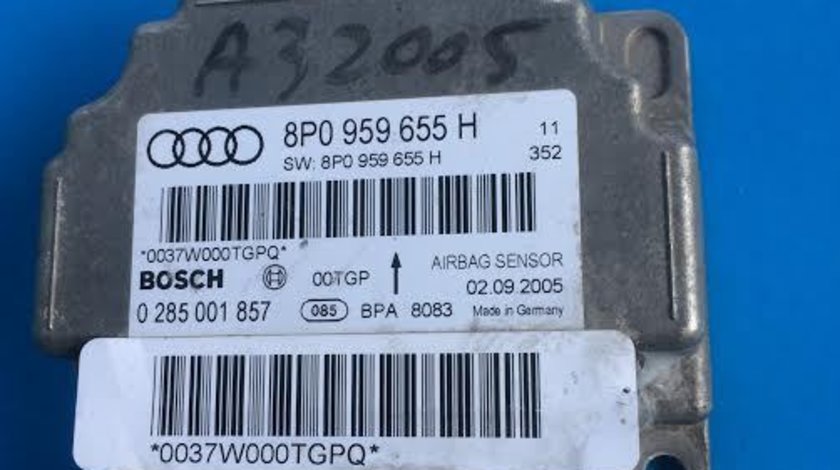 A3 2005
8P0 959 655 H 11
SW: 8P0 959 655 H 352
*0037W000TGPQ*
AIRBAG SENSOR
BOSCH 00TGP 02.09.2005
0 285 001 857 085 BPA 8083 Made in Germany
*0037W000TGPQ*